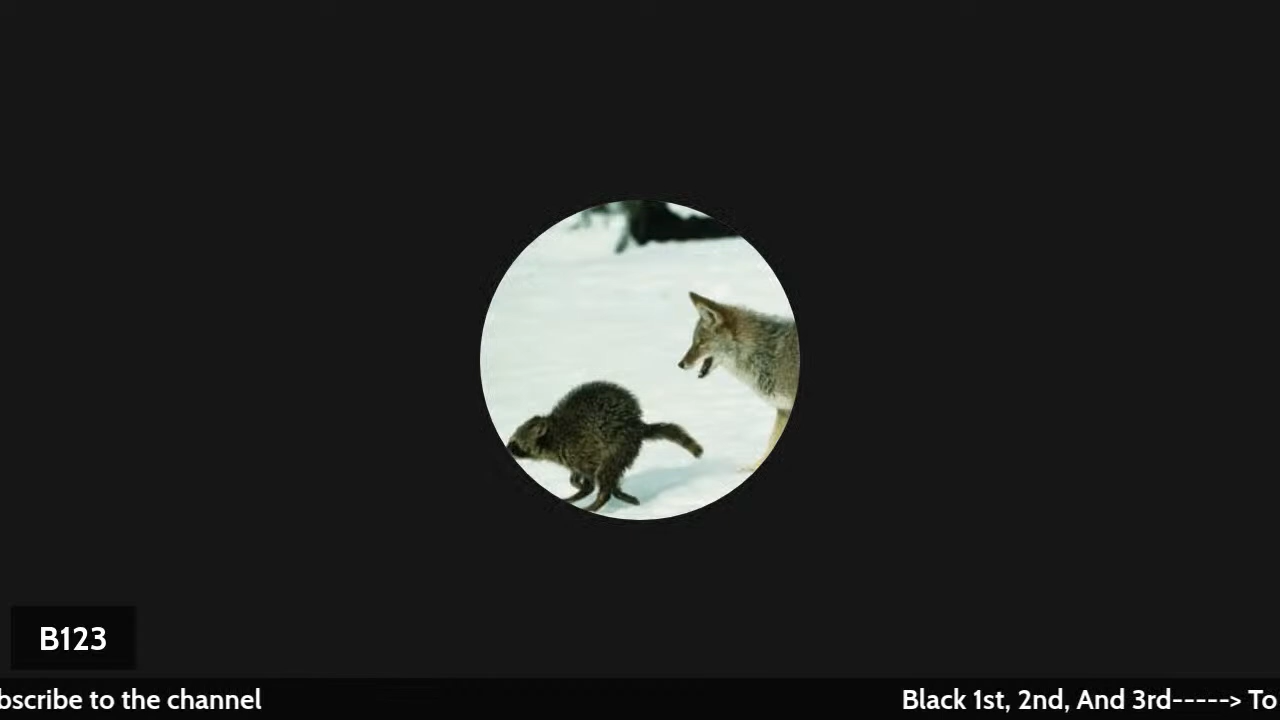 B123
bscribe to the channel
Black 1st, 2nd, And 3rd-----> To